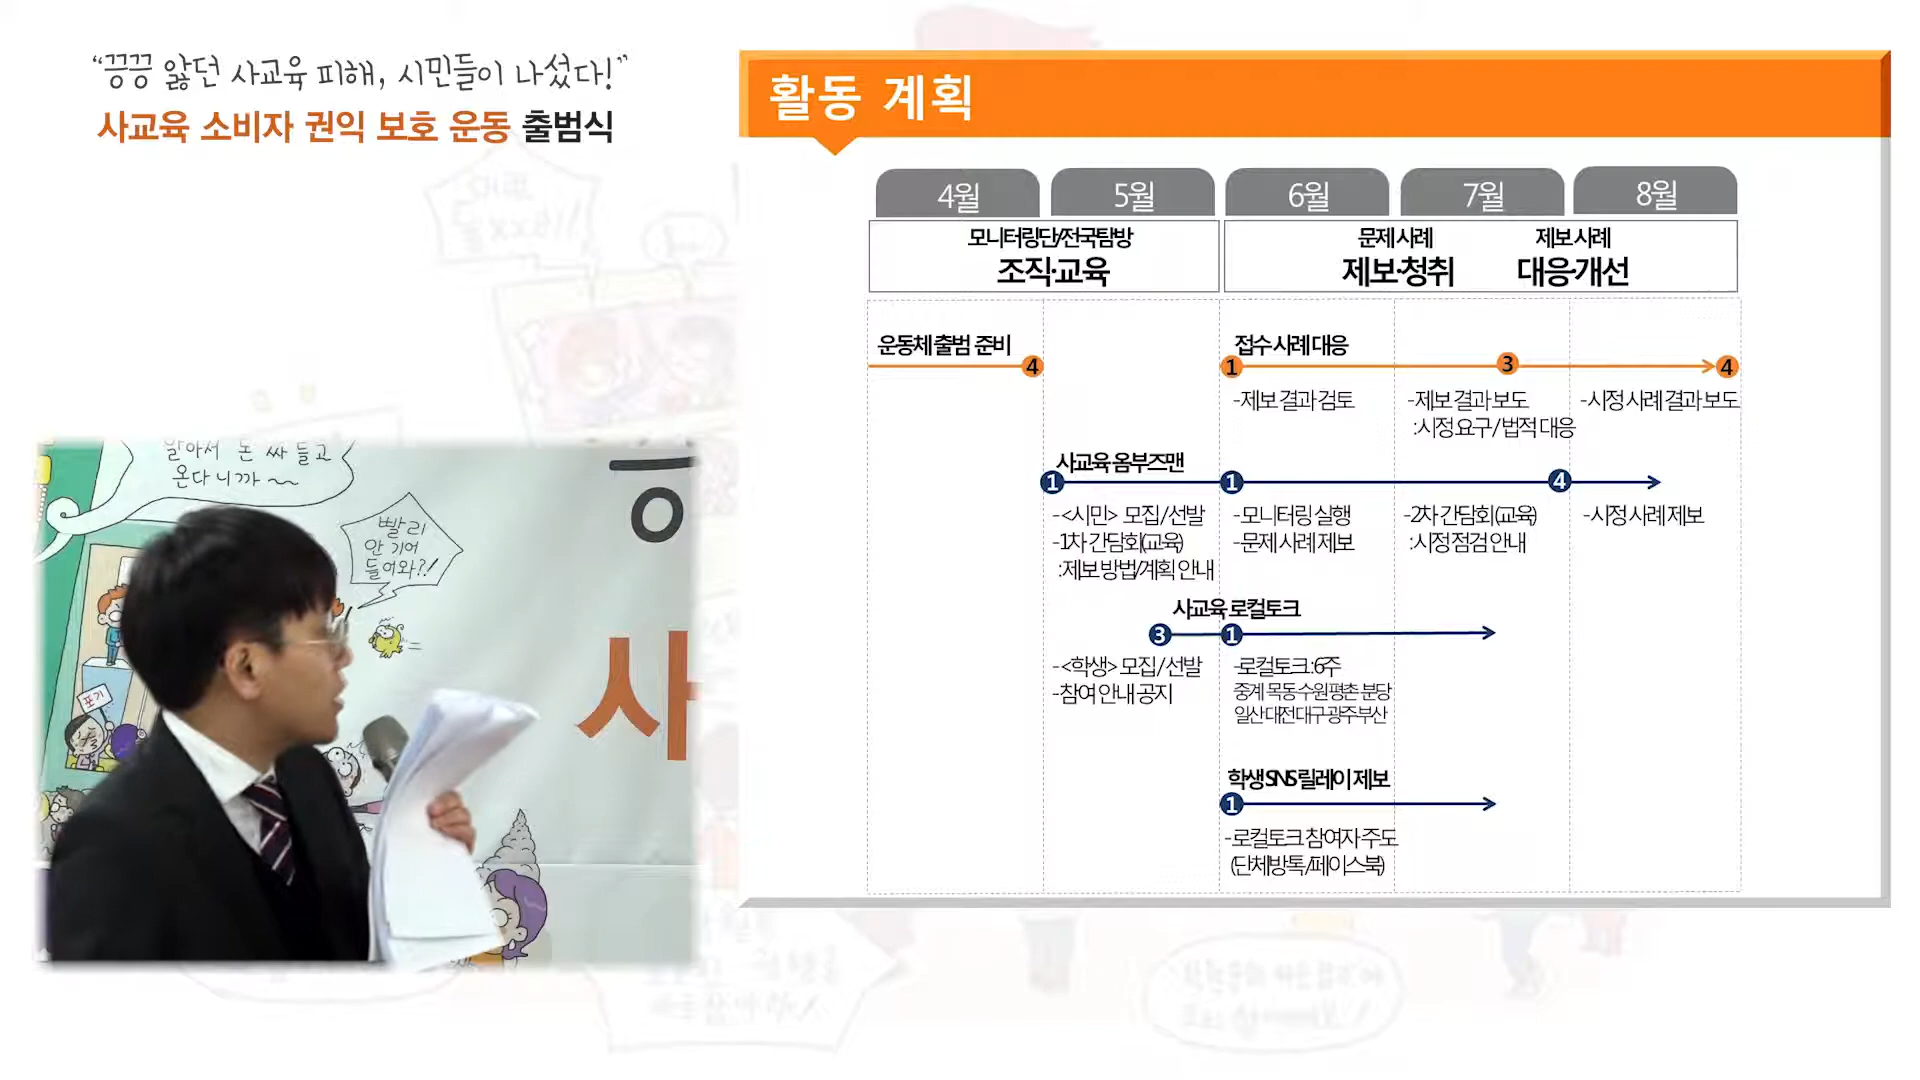 “끙끙 앓던 사교육 피해, 시민들이 나섰다!”
사교육 소비자 권익 보호 운동 출범식
활동 계획
4월
5월
6월
7월
8월
모니터링단/전국탐방
조직·교육
문제 사례
제보·청취
제보 사례
대응·개선
운동체 출범 준비
4
접수 사례 대응
1
3
4
-제보 결과 검토
-제보 결과 보도
:시정 요구 / 법적 대응
-시정 사례 결과 보도
사교육 옴부즈맨
1
1
4
-<시민> 모집/선발
-1차 간담회(교육)
:제보 방법/계획 안내
-모니터링 실행
-문제 사례 제보
-2차 간담회(교육)
:시정 점검 안내
-시정 사례 제보
사교육 로컬토크
3
1
-<학생> 모집/선발
-참여 안내 공지
-로컬토크:6주
중계 목동 수원 평촌 분당
일산 대전 대구 광주 부산
학생 SNS 릴레이 제보
1
-로컬토크 참여자 주도
(단체방톡/페이스북)
알아서 돈 싸 들고
온다니까~~
빨리
안 기어
들어와?!
포기
사